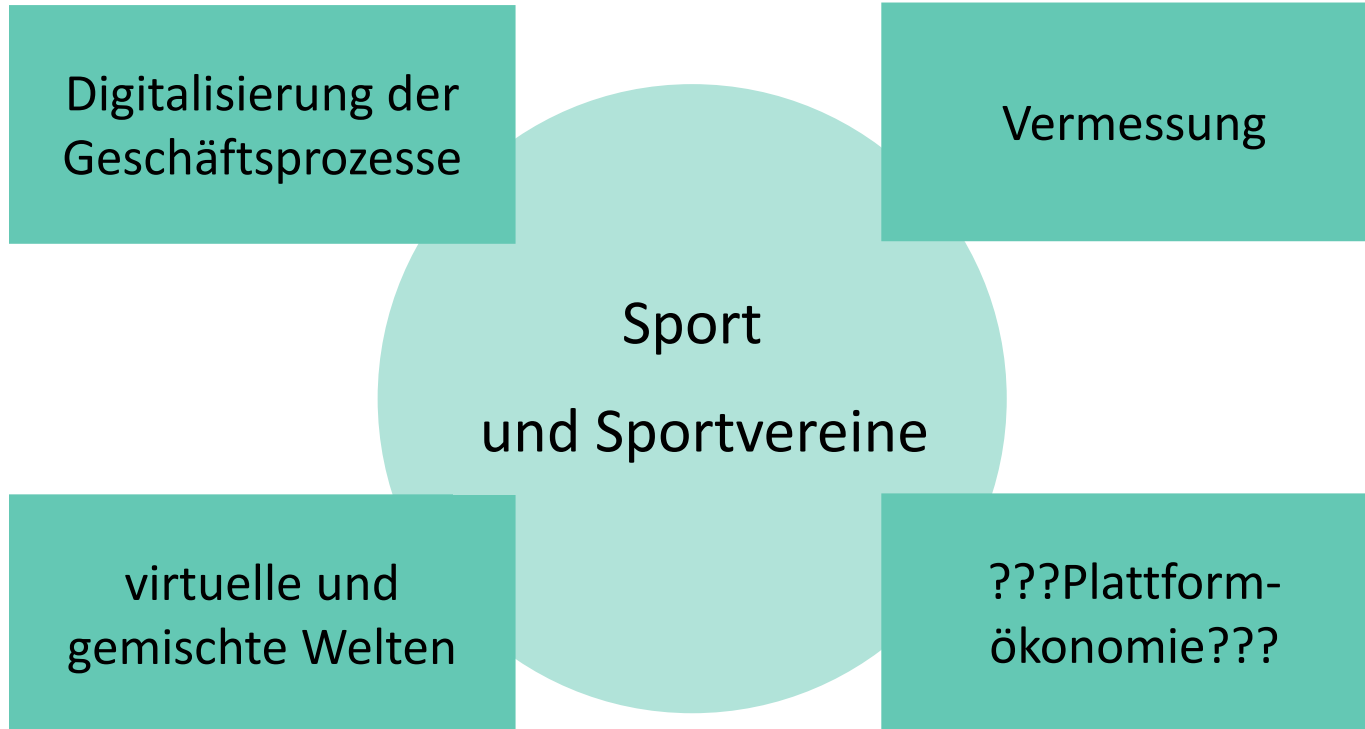 Digitalisierung der
Geschäftsprozesse
Vermessung
Sport
und Sportvereine
virtuelle und
gemischte Welten
???Plattform-
ökonomie???